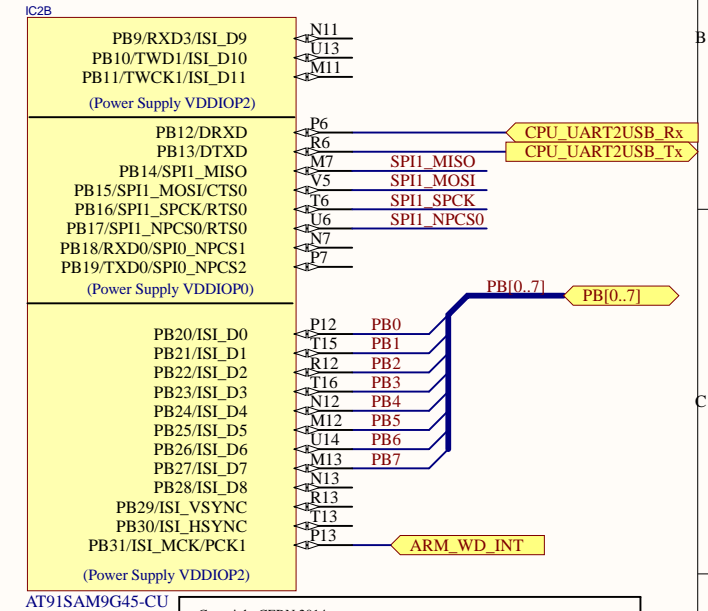 IC2B
PB9/RXD3/ISI_D9 N11
B
PB10/TWD1/ISI_D10 U13
PB11/TWCK1/ISI_D11 M11
(Power Supply VDDIOP2)
PB12/DRXD P6 CPU_UART2USB_Rx
PB13/DTXD R6 CPU_UART2USB_Tx
PB14/SPI1_MISO M7 SPI1_MISO
PB15/SPI1_MOSI/CTS0 V5 SPI1_MOSI
PB16/SPI1_SPCK/RTS0 T6 SPI1_SPCK
PB17/SPI1_NPCS0/RTS0 U6 SPI1_NPCS0
PB18/RXD0/SPI0_NPCS1 N7
PB19/TXD0/SPI0_NPCS2 P7
(Power Supply VDDIOP0)
PB[0..7] PB[0..7]
PB20/ISI_D0 P12 PB0
PB21/ISI_D1 T15 PB1
PB22/ISI_D2 R12 PB2
PB23/ISI_D3 T16 PB3
PB24/ISI_D4 N12 PB4
C
PB25/ISI_D5 M12 PB5
PB26/ISI_D6 U14 PB6
PB27/ISI_D7 M13 PB7
PB28/ISI_D8 N13
PB29/ISI_VSYNC R13
PB30/ISI_HSYNC T13
PB31/ISI_MCK/PCK1 P13 ARM_WD_INT
(Power Supply VDDIOP2)
AT91SAM9G45-CU